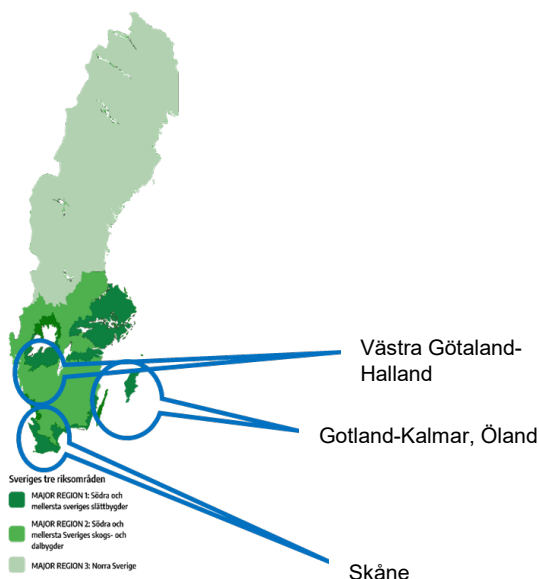 Västra Götaland-
Halland
Gotland-Kalmar, Öland
Skåne
Sveriges tre riksområden
MAJOR REGION 1: Södra och
mellersta sveriges slättbygder
MAJOR REGION 2: Södra och
mellersta Sveriges skogs- och
dalbygder
MAJOR REGION 3: Norra Sverige